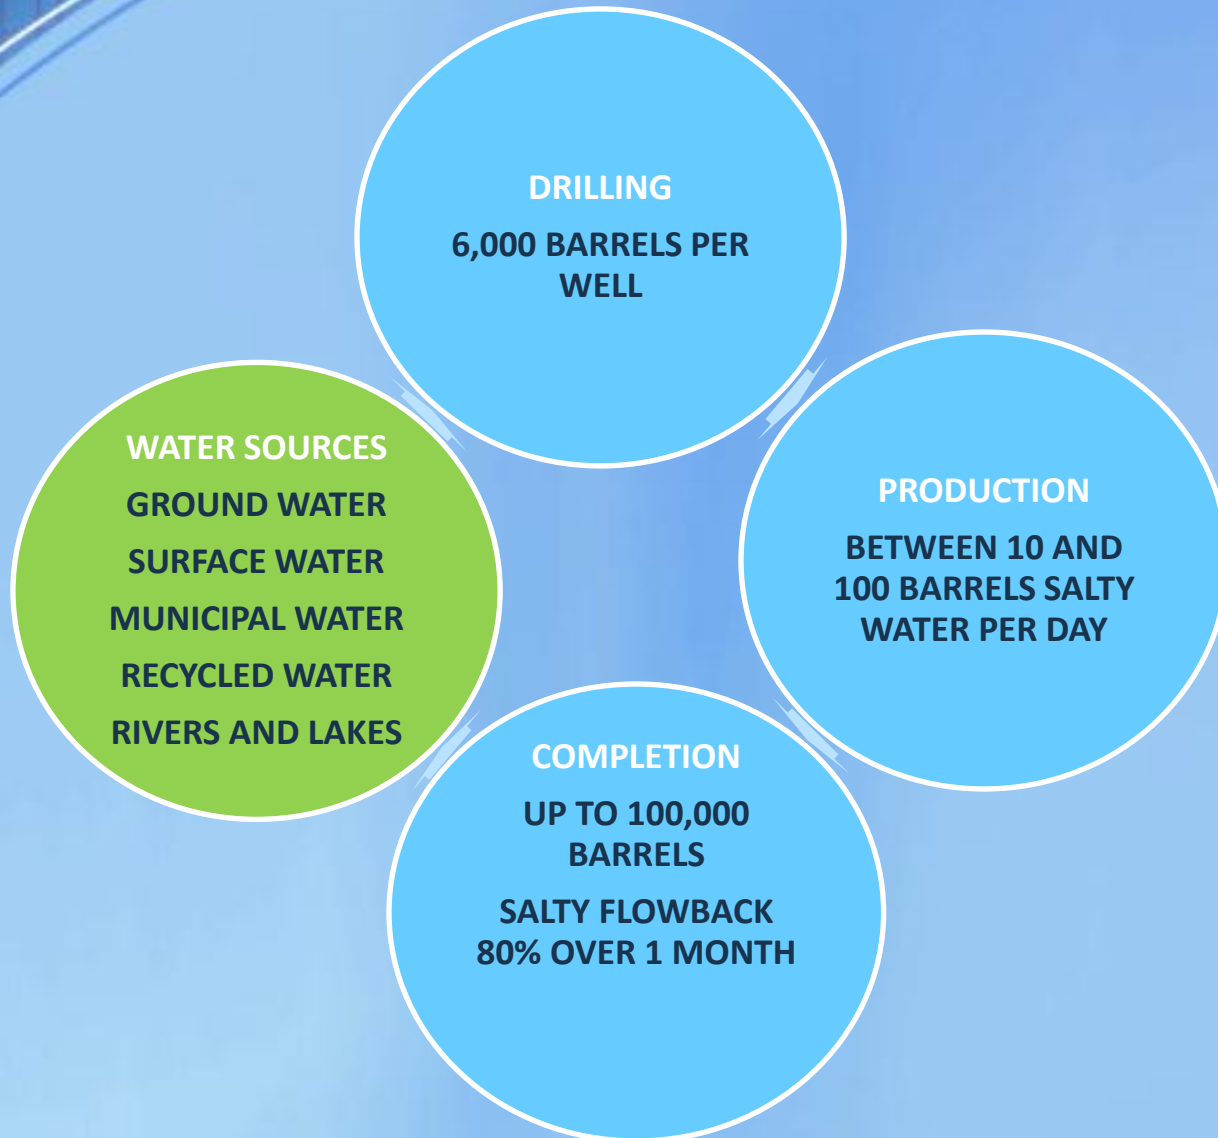 DRILLING
6,000 BARRELS PER
WELL
WATER SOURCES
GROUND WATER
SURFACE WATER
MUNICIPAL WATER
RECYCLED WATER
RIVERS AND LAKES
PRODUCTION
BETWEEN 10 AND
100 BARRELS SALTY
WATER PER DAY
COMPLETION
UP TO 100,000
BARRELS
SALTY FLOWBACK
80% OVER 1 MONTH